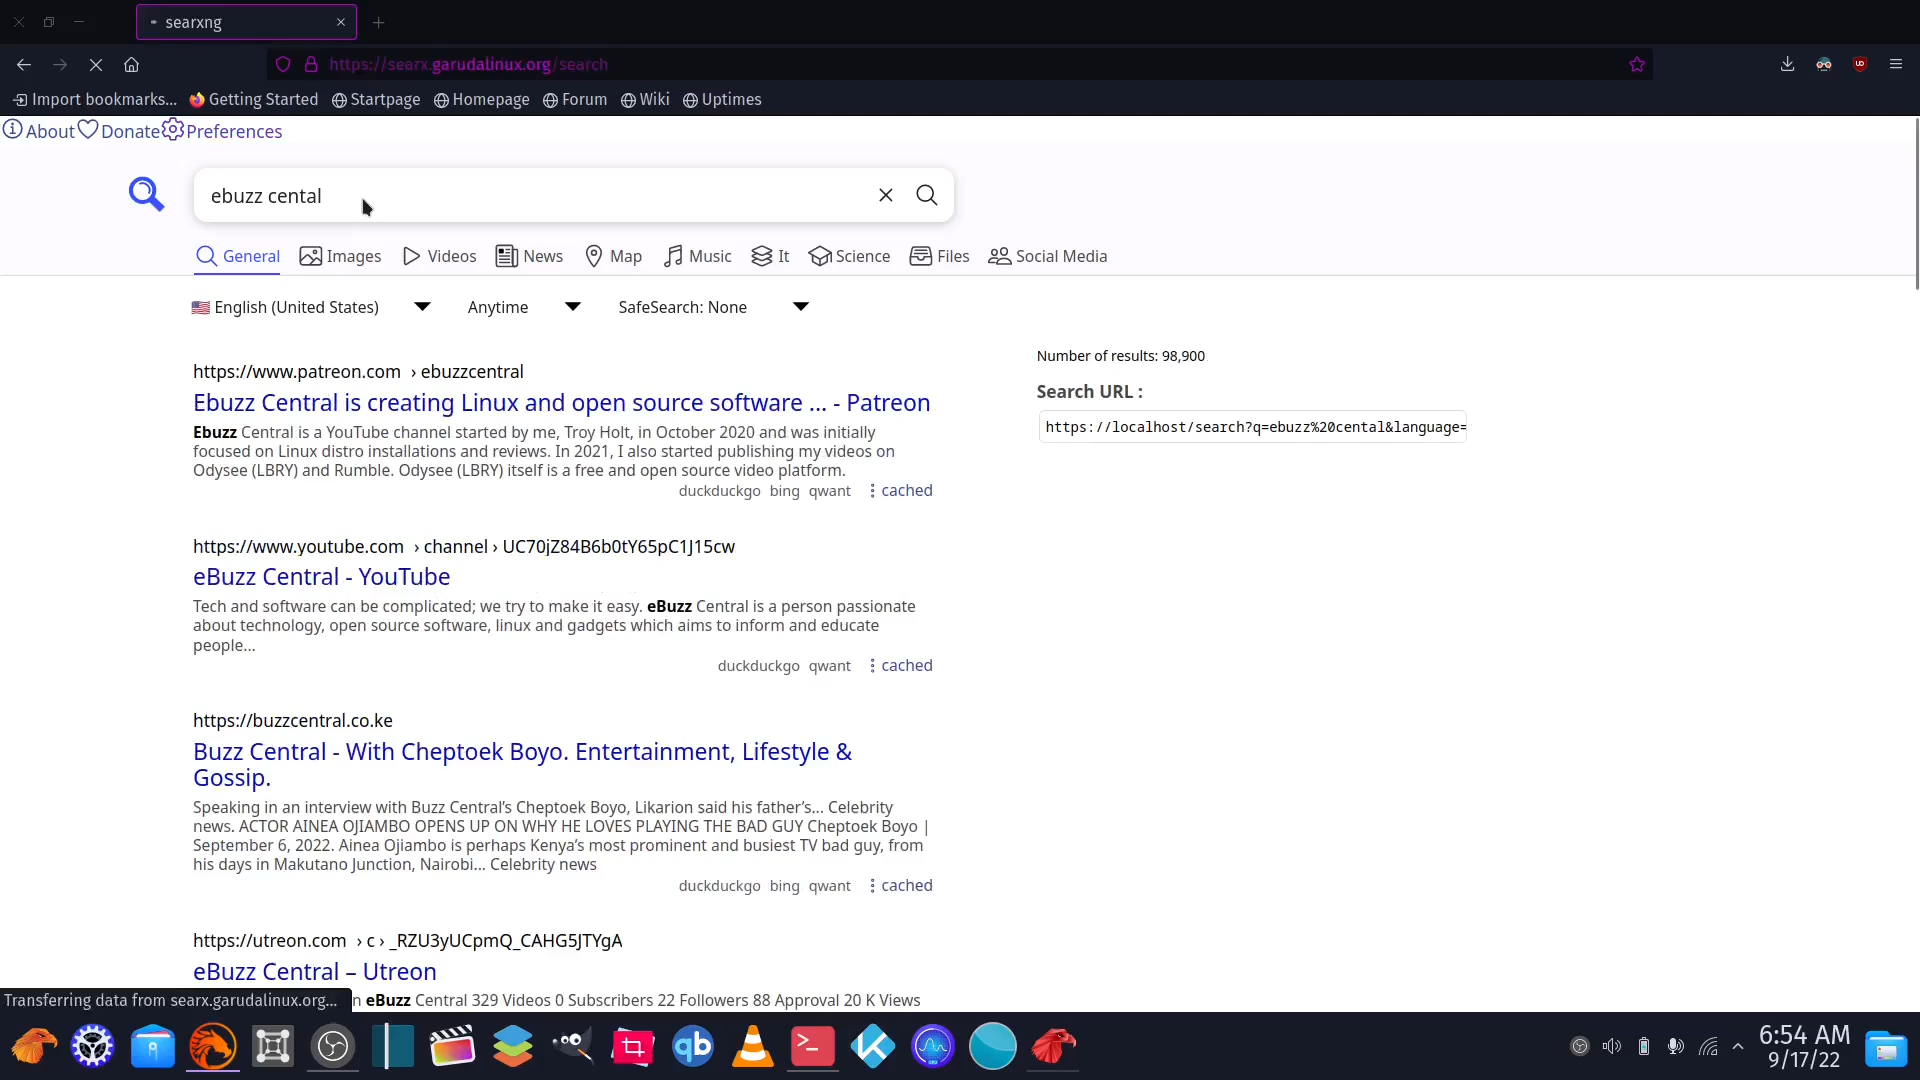 searxng
https://searx.garudalinux.org/search
Import bookmarks... Getting Started Startpage Homepage Forum Wiki Uptimes
About Donate Preferences
ebuzz cental
General Images Videos News Map Music It Science Files Social Media
English (United States) Anytime SafeSearch: None
https://www.patreon.com › ebuzzcentral
Ebuzz Central is creating Linux and open source software ... - Patreon
Ebuzz Central is a YouTube channel started by me, Troy Holt, in October 2020 and was initially
focused on Linux distro installations and reviews. In 2021, I also started publishing my videos on
Odysee (LBRY) and Rumble. Odysee (LBRY) itself is a free and open source video platform.
duckduckgo bing qwant cached
Number of results: 98,900
Search URL :
https://localhost/search?q=ebuzz%20cental&language=
https://www.youtube.com › channel › UC70jZ84B6b0tY65pC1J15cw
eBuzz Central - YouTube
Tech and software can be complicated; we try to make it easy. eBuzz Central is a person passionate
about technology, open source software, linux and gadgets which aims to inform and educate
people...
duckduckgo qwant cached
https://buzzcentral.co.ke
Buzz Central - With Cheptoek Boyo. Entertainment, Lifestyle &
Gossip.
Speaking in an interview with Buzz Central's Cheptoek Boyo, Likarion said his father's... Celebrity
news. ACTOR AINEA OJIAMBO OPENS UP ON WHY HE LOVES PLAYING THE BAD GUY Cheptoek Boyo |
September 6, 2022. Ainea Ojiambo is perhaps Kenya's most prominent and busiest TV bad guy, from
his days in Makutano Junction, Nairobi... Celebrity news
duckduckgo bing qwant cached
https://utreon.com › c › _RZU3yUCpmQ_CAHG5JTYgA
eBuzz Central – Utreon
n eBuzz Central 329 Videos 0 Subscribers 22 Followers 88 Approval 20 K Views
Transferring data from searx.garudalinux.org...
qb
6:54 AM
9/17/22